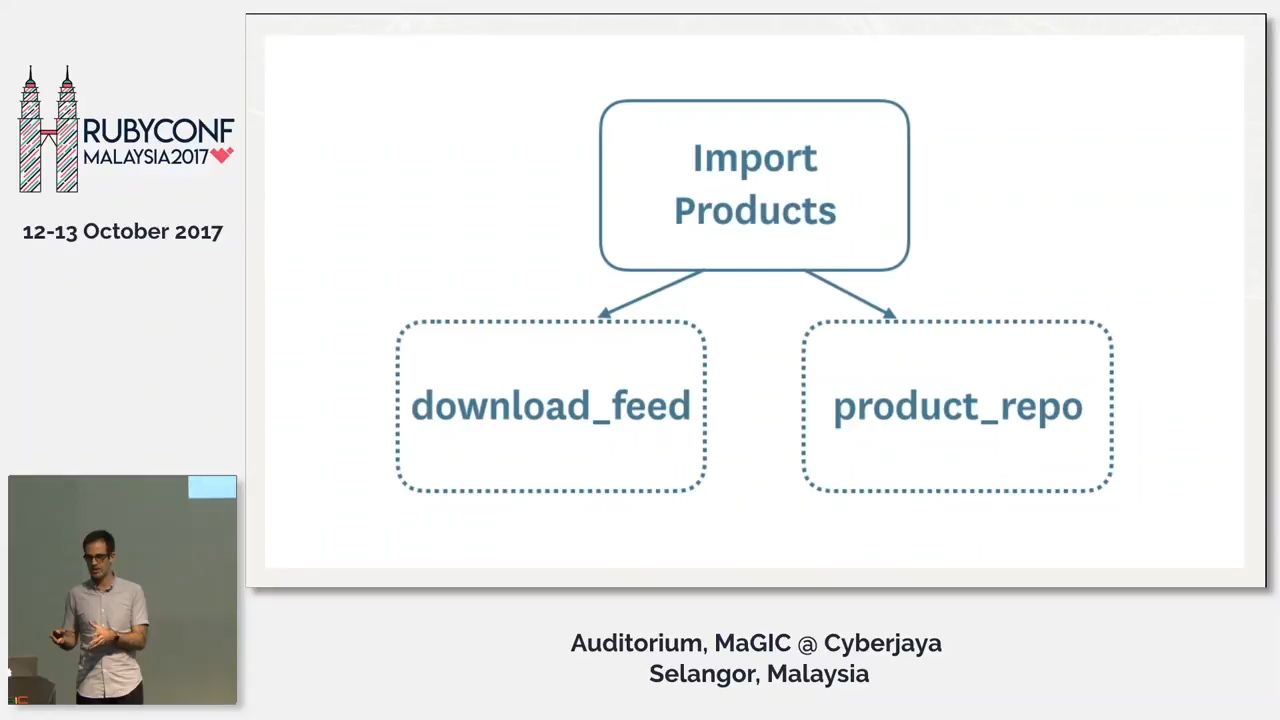 RUBYCONF
MALAYSIA2017
12-13 October 2017
Import
Products
download_feed
product_repo
Auditorium, MaGIC @ Cyberjaya
Selangor, Malaysia